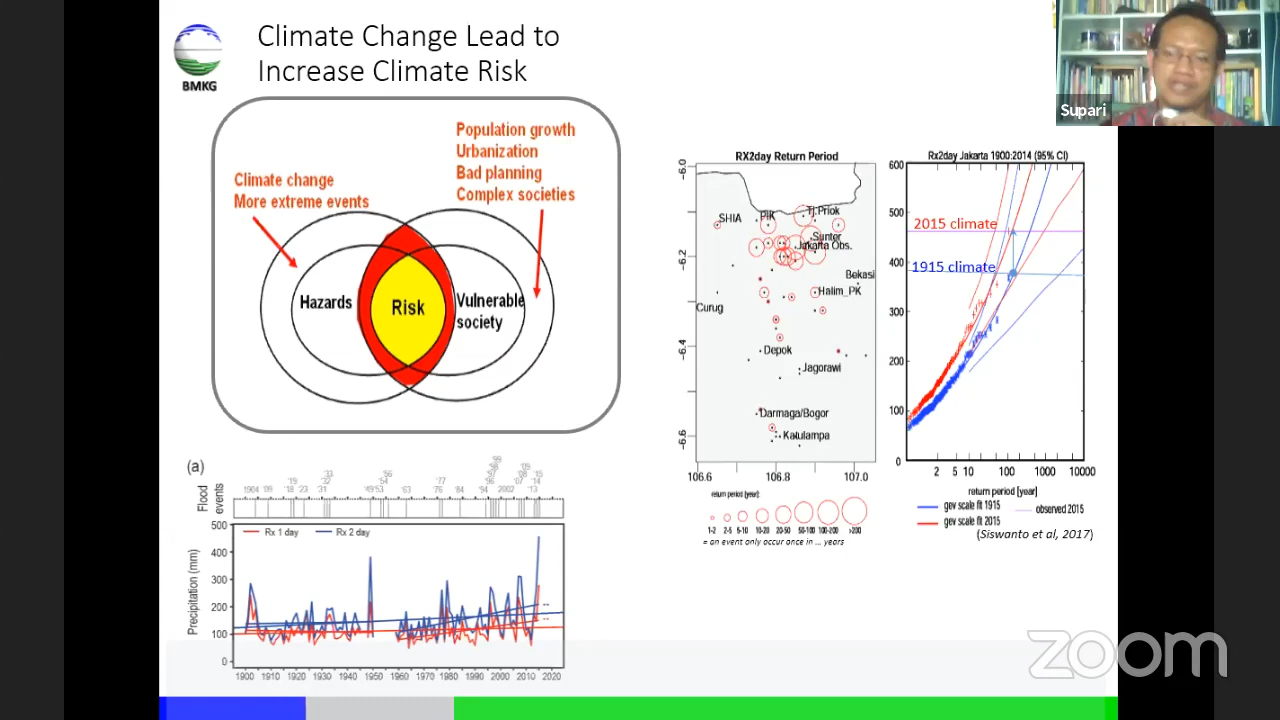 Climate Change Lead to
Increase Climate Risk
BMKG
Supari
Population growth
Urbanization
Bad planning
Complex societies
Climate change
More extreme events
Hazards
Risk
Vulnerable
society
RX2day Return Period
-6.0
-6.2
-6.4
-6.6
SHIA
PIK
Tj.Priok
Sunter
Jakarta Obs.
Bekasi
Halim_PK
Curug
Depok
Jagorawi
Darmaga/Bogor
Katulampa
106.6 106.8 107.0
return period [year]:
1-2 2-5 5-10 10-20 20-50 50-100 100-200 >200
= an event only occur once in ... years
Rx2day Jakarta 1900:2014 (95% CI)
600
500
400
300
200
100
0
2015 climate
1915 climate
2 5 10 100 1000 10000
return period [year]
gev scale fit 1915
observed 2015
gev scale fit 2015
(Siswanto et al, 2017)
(a)
Flood
events
1904
2002
Rx 1 day
Rx 2 day
Precipitation (mm)
500
400
300
200
100
0
1900 1910 1920 1930 1940 1950 1960 1970 1980 1990 2000 2010 2020
zoom